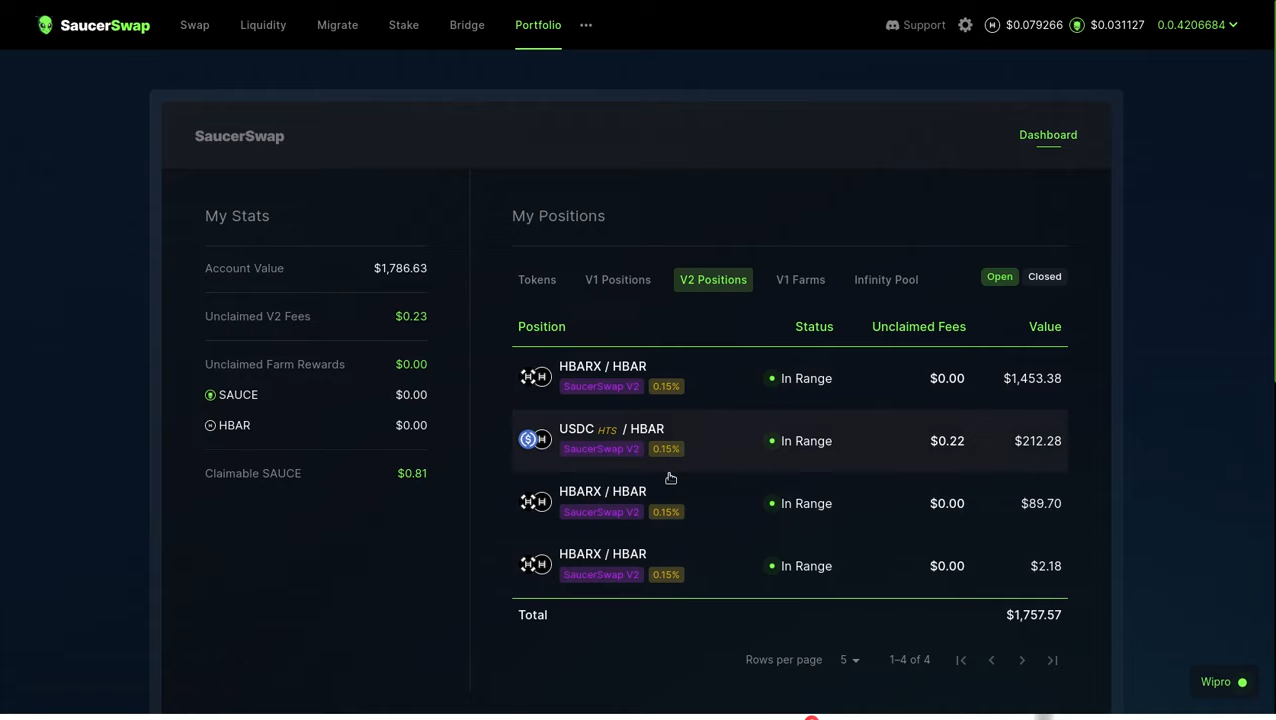 SaucerSwap Swap Liquidity Migrate Stake Bridge Portfolio ••• Support $0.079266 $0.031127 0.0.4206684
SaucerSwap Dashboard
My Stats
Account Value $1,786.63
Unclaimed V2 Fees $0.23
Unclaimed Farm Rewards $0.00
SAUCE $0.00
HBAR $0.00
Claimable SAUCE $0.81
My Positions
Tokens V1 Positions V2 Positions V1 Farms Infinity Pool Open Closed
Position Status Unclaimed Fees Value
HBARX / HBAR
SaucerSwap V2 0.15% In Range $0.00 $1,453.38
USDC HTS / HBAR
SaucerSwap V2 0.15% In Range $0.22 $212.28
HBARX / HBAR
SaucerSwap V2 0.15% In Range $0.00 $89.70
HBARX / HBAR
SaucerSwap V2 0.15% In Range $0.00 $2.18
Total $1,757.57
Rows per page 5 1–4 of 4
Wipro